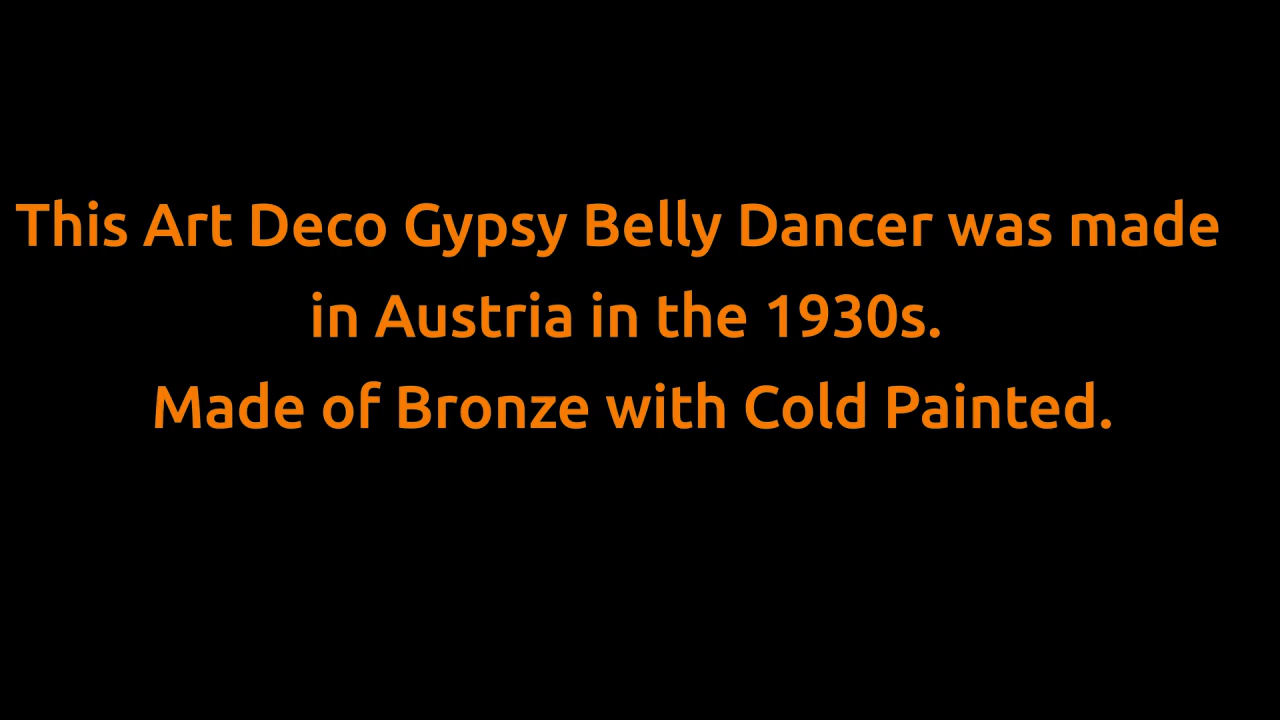 This Art Deco Gypsy Belly Dancer was made
in Austria in the 1930s.
Made of Bronze with Cold Painted.